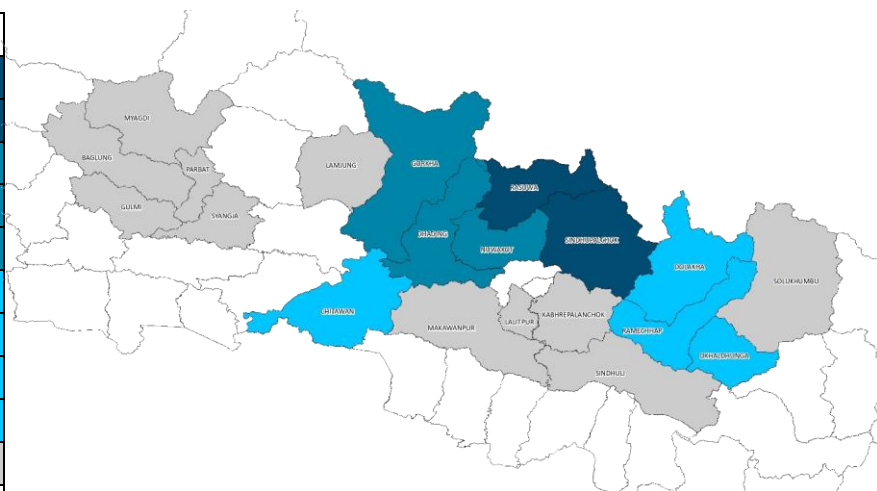 MYAGDI
BAGLUNG
PARBAT
GULMI
SYANGJA
LAMJUNG
GORKHA
RASUWA
DHADING
NUWAKOT
SINDHUPALCHOK
DOLAKHA
SOLUKHUMBU
CHITAWAN
MAKAWANPUR
LALITPUR
KABHREPALANCHOK
RAMECHHAP
OKHALDHUNGA
SINDHULI